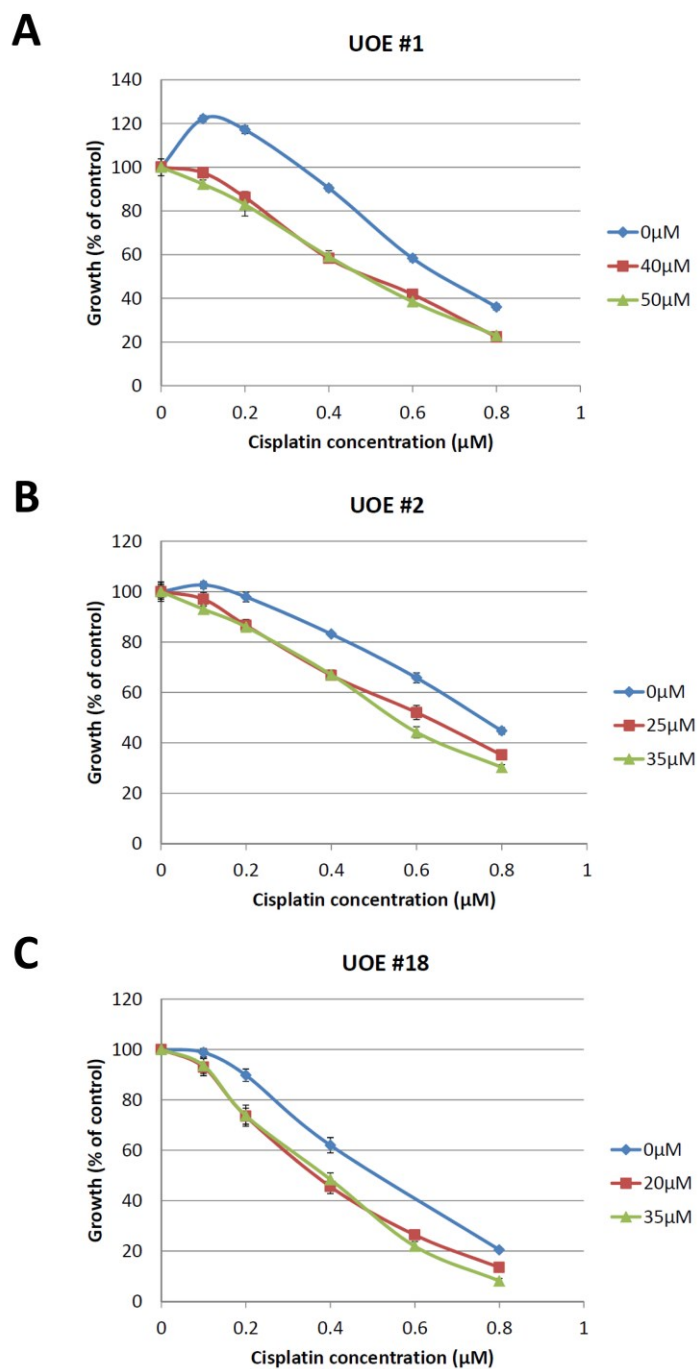 A
UOE #1
140
120
100
80
60
40
20
0
Growth (% of control)
0 0.2 0.4 0.6 0.8 1
Cisplatin concentration (µM)
0µM
40µM
50µM
B
UOE #2
120
100
80
60
40
20
0
Growth (% of control)
0 0.2 0.4 0.6 0.8 1
Cisplatin concentration (µM)
0µM
25µM
35µM
C
UOE #18
120
100
80
60
40
20
0
Growth (% of control)
0 0.2 0.4 0.6 0.8 1
Cisplatin concentration (µM)
0µM
20µM
35µM